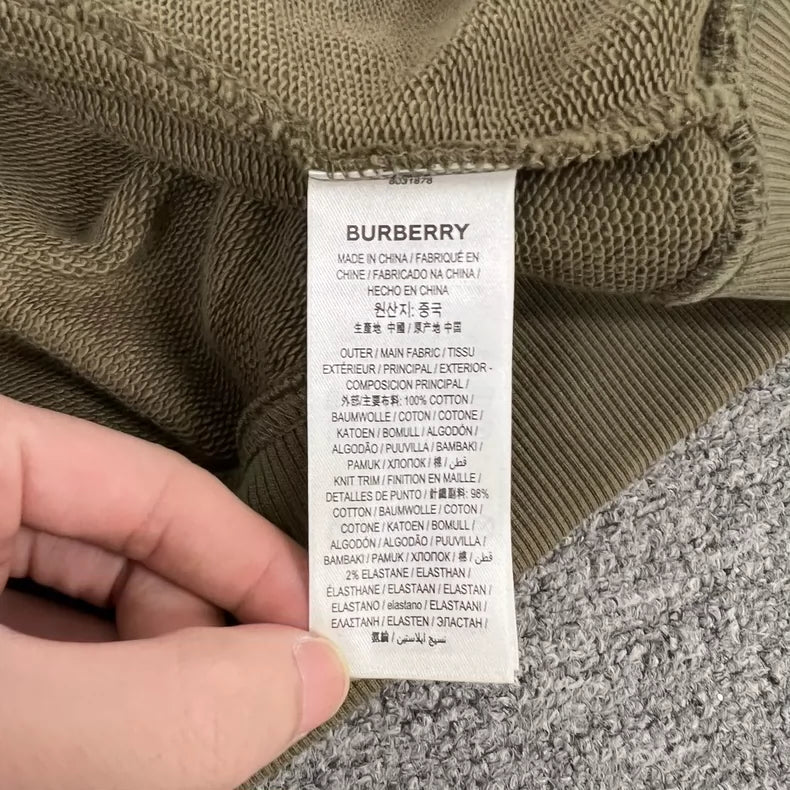 8031878
BURBERRY
MADE IN CHINA / FABRIQUÉ EN
CHINE / FABRICADO NA CHINA /
HECHO EN CHINA
원산지: 중국
生產地 中國 / 原产地 中国
OUTER / MAIN FABRIC / TISSU
EXTÉRIEUR / PRINCIPAL / EXTERIOR -
COMPOSICION PRINCIPAL /
外部/主要布料: 100% COTTON /
BAUMWOLLE / COTON / COTONE /
KATOEN / BOMULL / ALGODÓN /
ALGODÃO / PUUVILLA / BAMBAKI /
PAMUK / ХЛОПОК / 棉 / قطن
KNIT TRIM / FINITION EN MAILLE /
DETALLES DE PUNTO / 針織副料: 98%
COTTON / BAUMWOLLE / COTON /
COTONE / KATOEN / BOMULL /
ALGODÓN / ALGODÃO / PUUVILLA /
BAMBAKI / PAMUK / ХЛОПОК / 棉 / قطن
2% ELASTANE / ELASTHAN /
ÉLASTHANE / ELASTAAN / ELASTAN /
ELASTANO / elastano / ELASTAANI /
ΕΛΑΣΤΑΝΗ / ELASTEN / ЭЛАСТАН /
氨綸 / نسيج ايلاستين